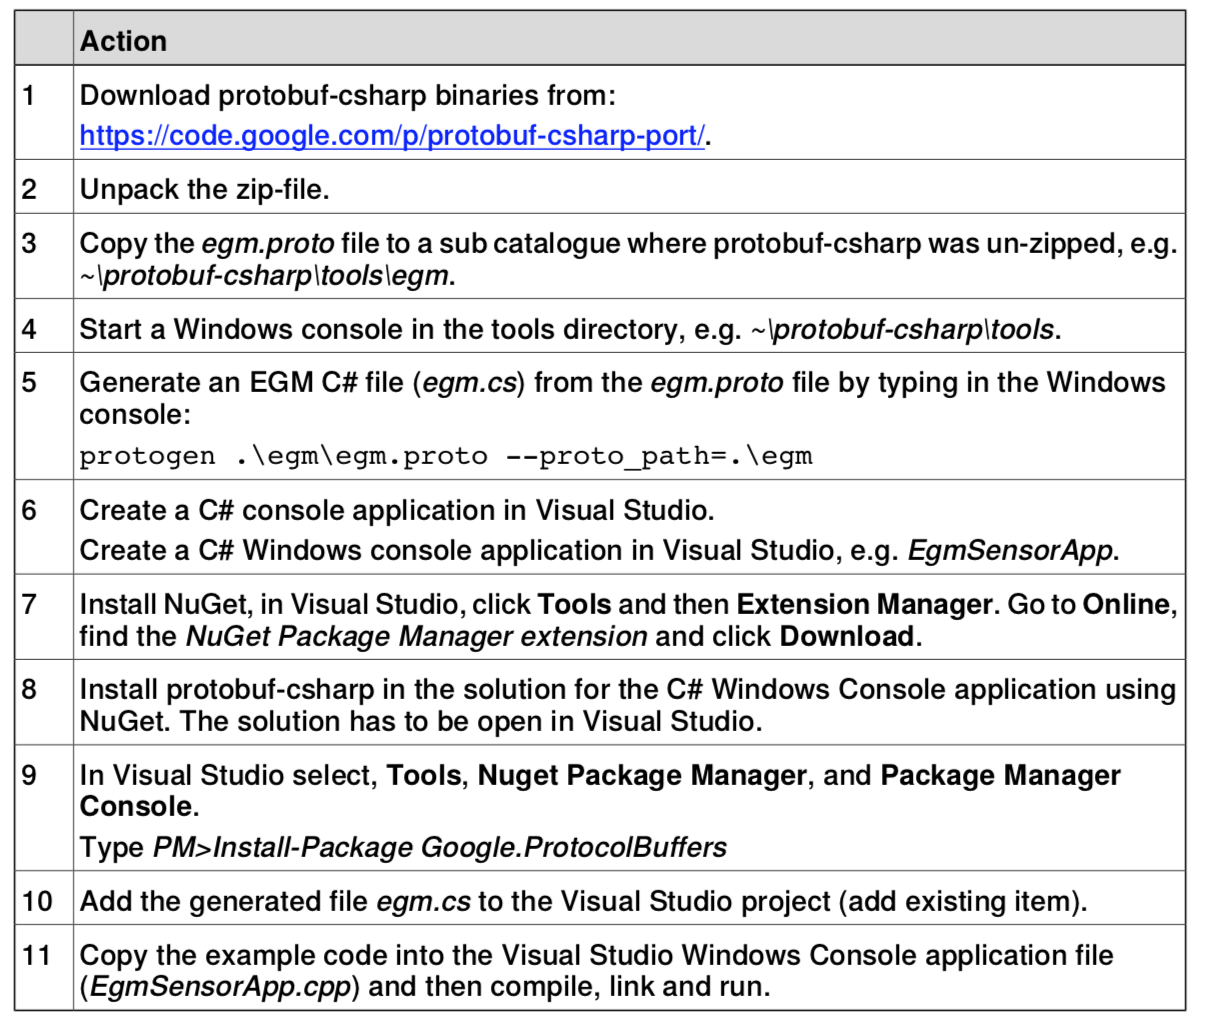 Action
1 Download protobuf-csharp binaries from:
https://code.google.com/p/protobuf-csharp-port/.
2 Unpack the zip-file.
3 Copy the egm.proto file to a sub catalogue where protobuf-csharp was un-zipped, e.g.
~\protobuf-csharp\tools\egm.
4 Start a Windows console in the tools directory, e.g. ~\protobuf-csharp\tools.
5 Generate an EGM C# file (egm.cs) from the egm.proto file by typing in the Windows
console:
protogen .\egm\egm.proto --proto_path=.\egm
6 Create a C# console application in Visual Studio.
Create a C# Windows console application in Visual Studio, e.g. EgmSensorApp.
7 Install NuGet, in Visual Studio, click Tools and then Extension Manager. Go to Online,
find the NuGet Package Manager extension and click Download.
8 Install protobuf-csharp in the solution for the C# Windows Console application using
NuGet. The solution has to be open in Visual Studio.
9 In Visual Studio select, Tools, Nuget Package Manager, and Package Manager
Console.
Type PM>Install-Package Google.ProtocolBuffers
10 Add the generated file egm.cs to the Visual Studio project (add existing item).
11 Copy the example code into the Visual Studio Windows Console application file
(EgmSensorApp.cpp) and then compile, link and run.